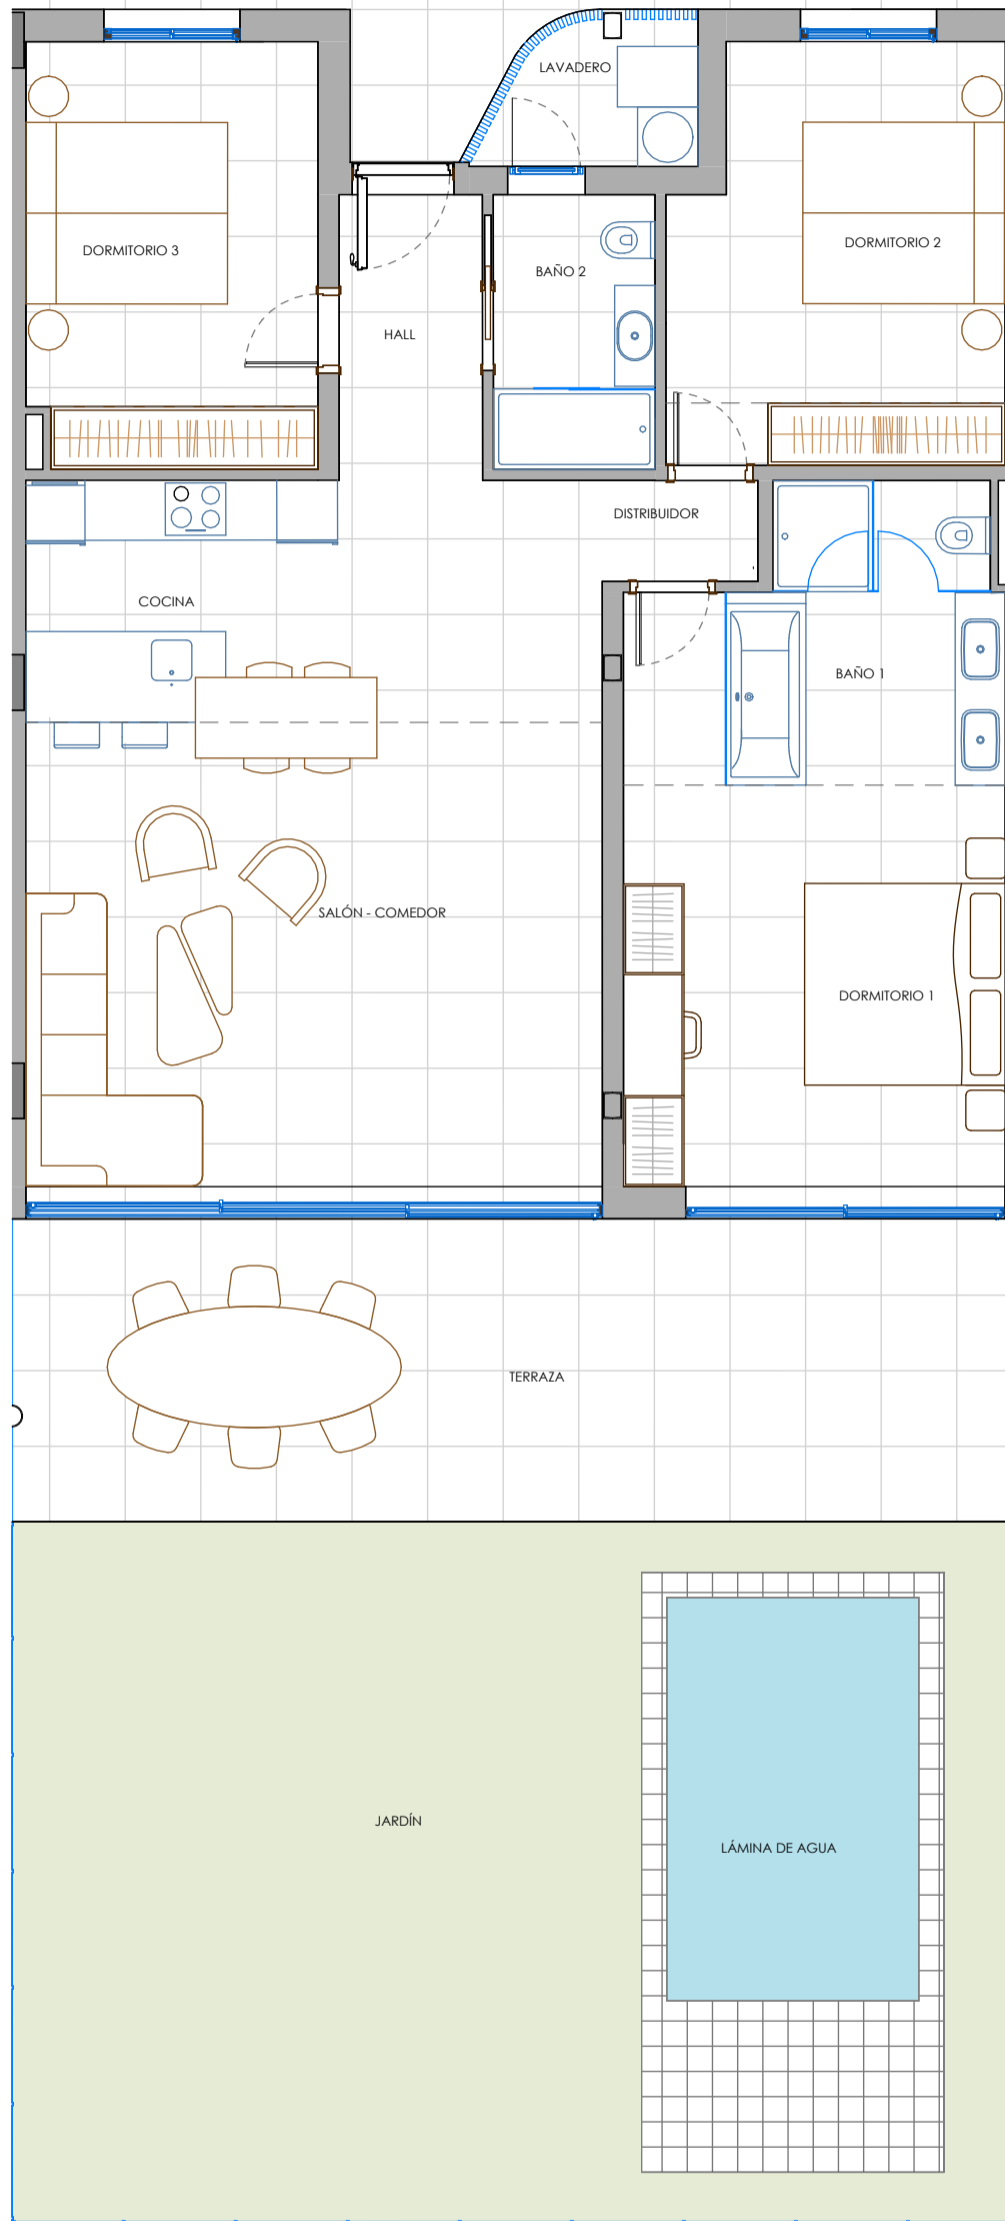 LAVADERO
DORMITORIO 3
DORMITORIO 2
BAÑO 2
HALL
DISTRIBUIDOR
COCINA
BAÑO 1
SALÓN - COMEDOR
DORMITORIO 1
TERRAZA
JARDÍN
LÁMINA DE AGUA